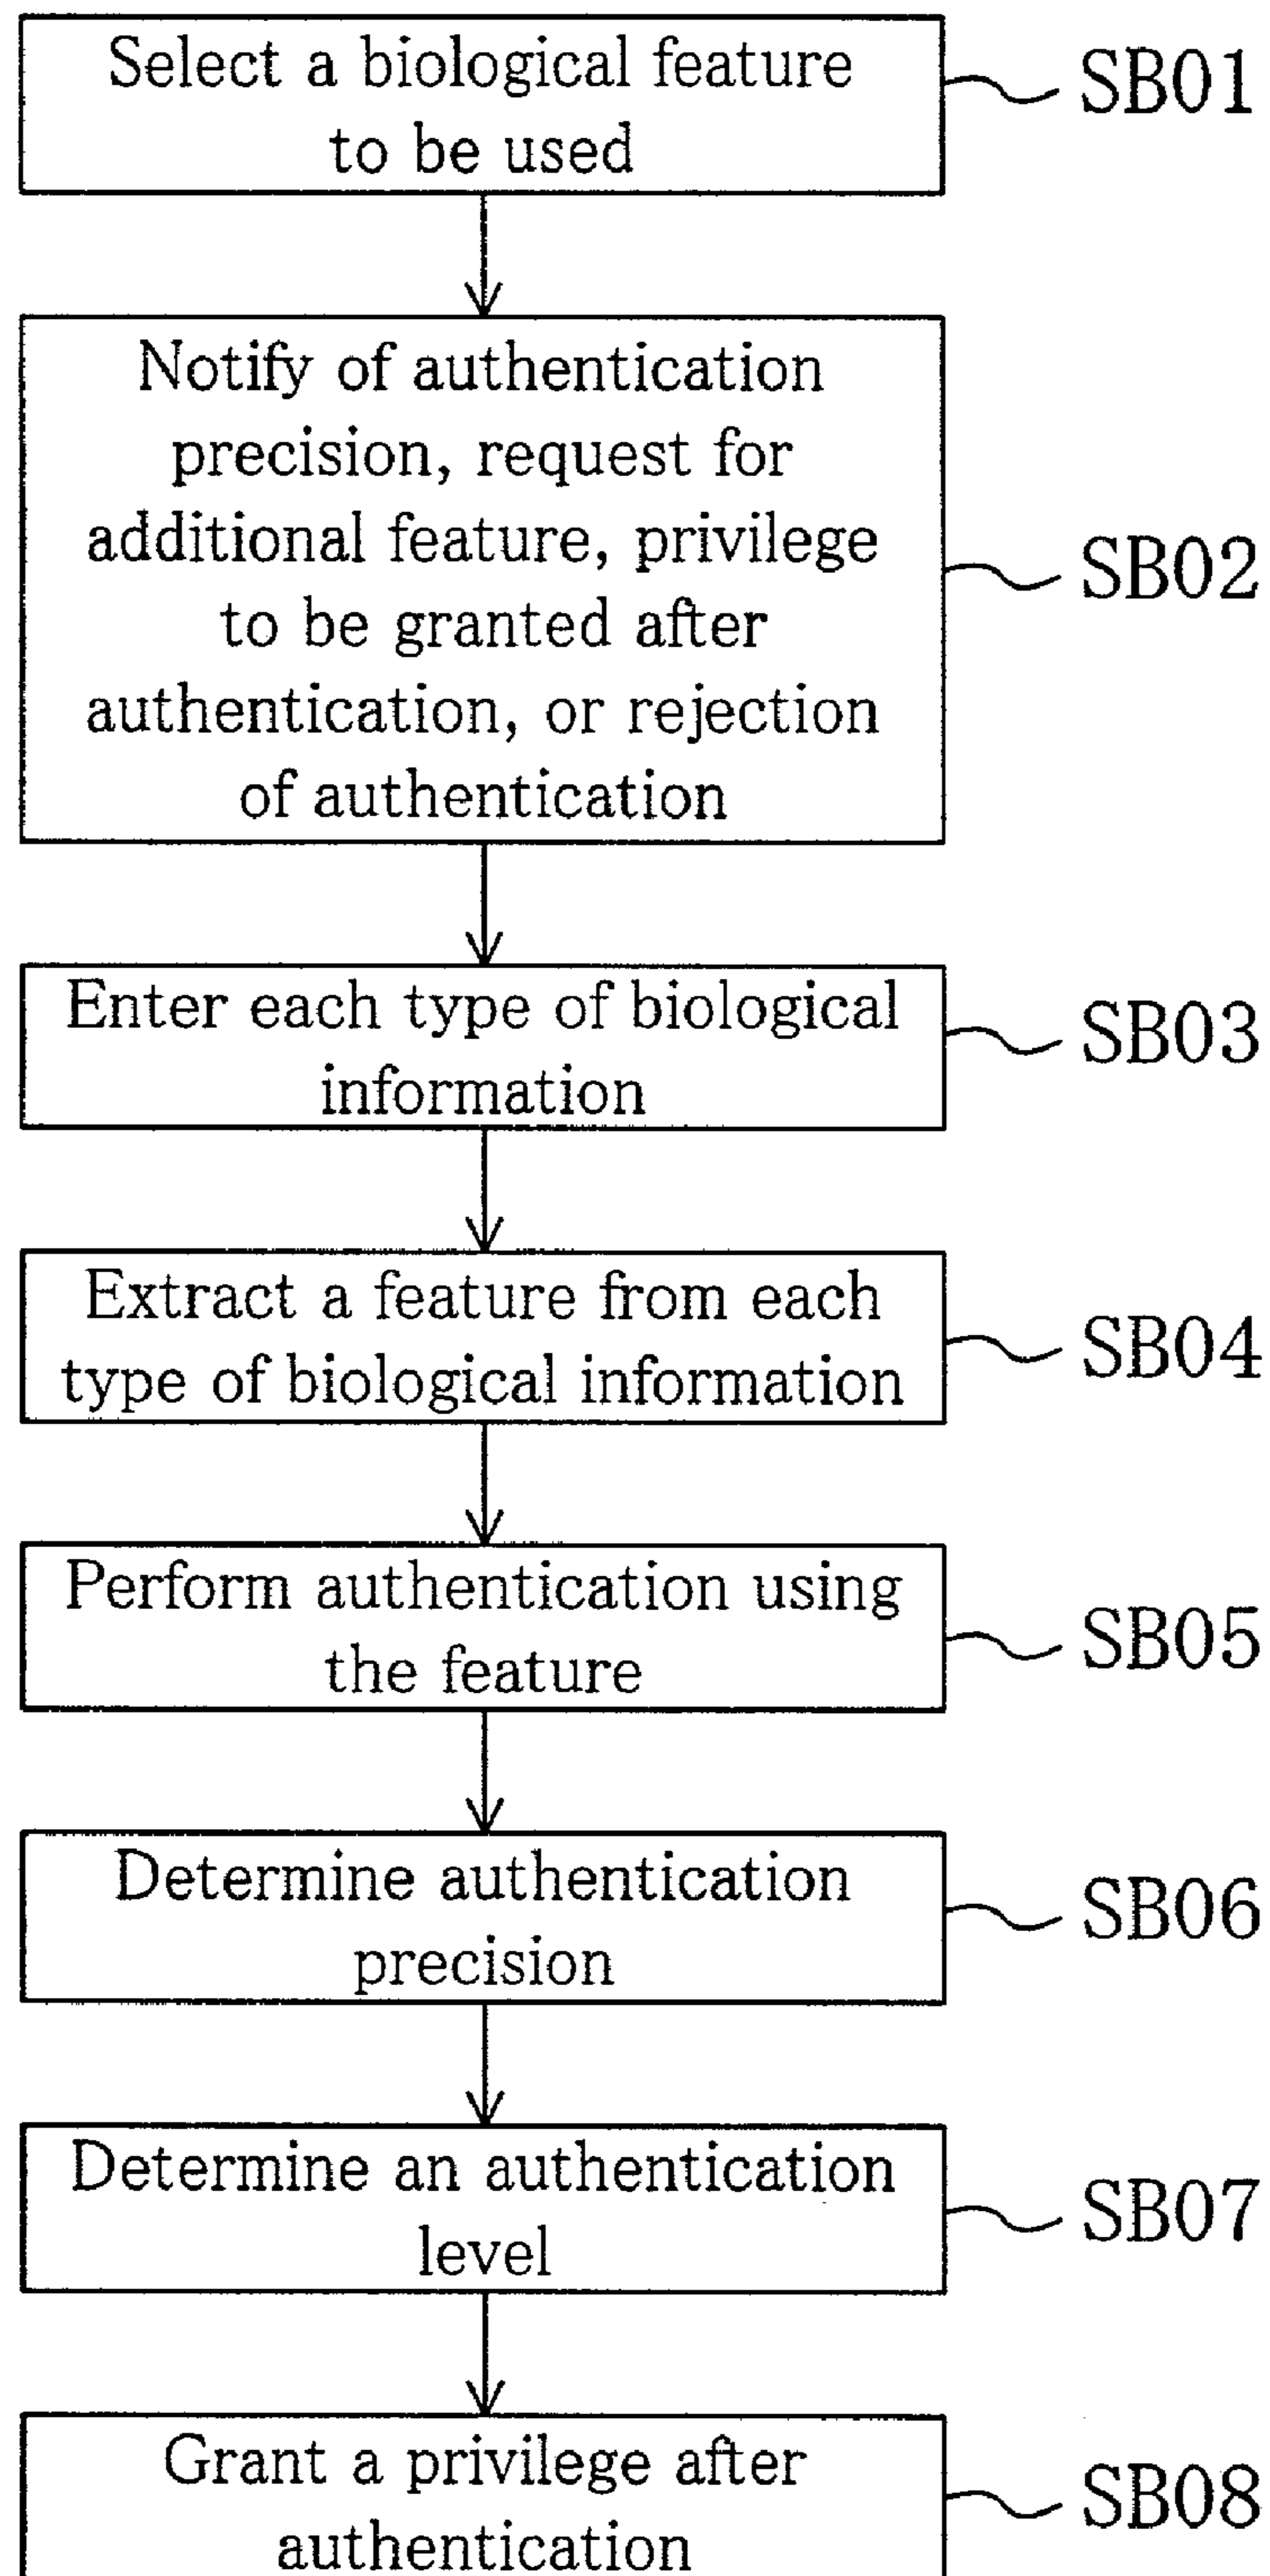 Select a biological feature
to be used
SB01
Notify of authentication
precision, request for
additional feature, privilege
to be granted after
authentication, or rejection
of authentication
SB02
Enter each type of biological
information
SB03
Extract a feature from each
type of biological information
SB04
Perform authentication using
the feature
SB05
Determine authentication
precision
SB06
Determine an authentication
level
SB07
Grant a privilege after
authentication
SB08